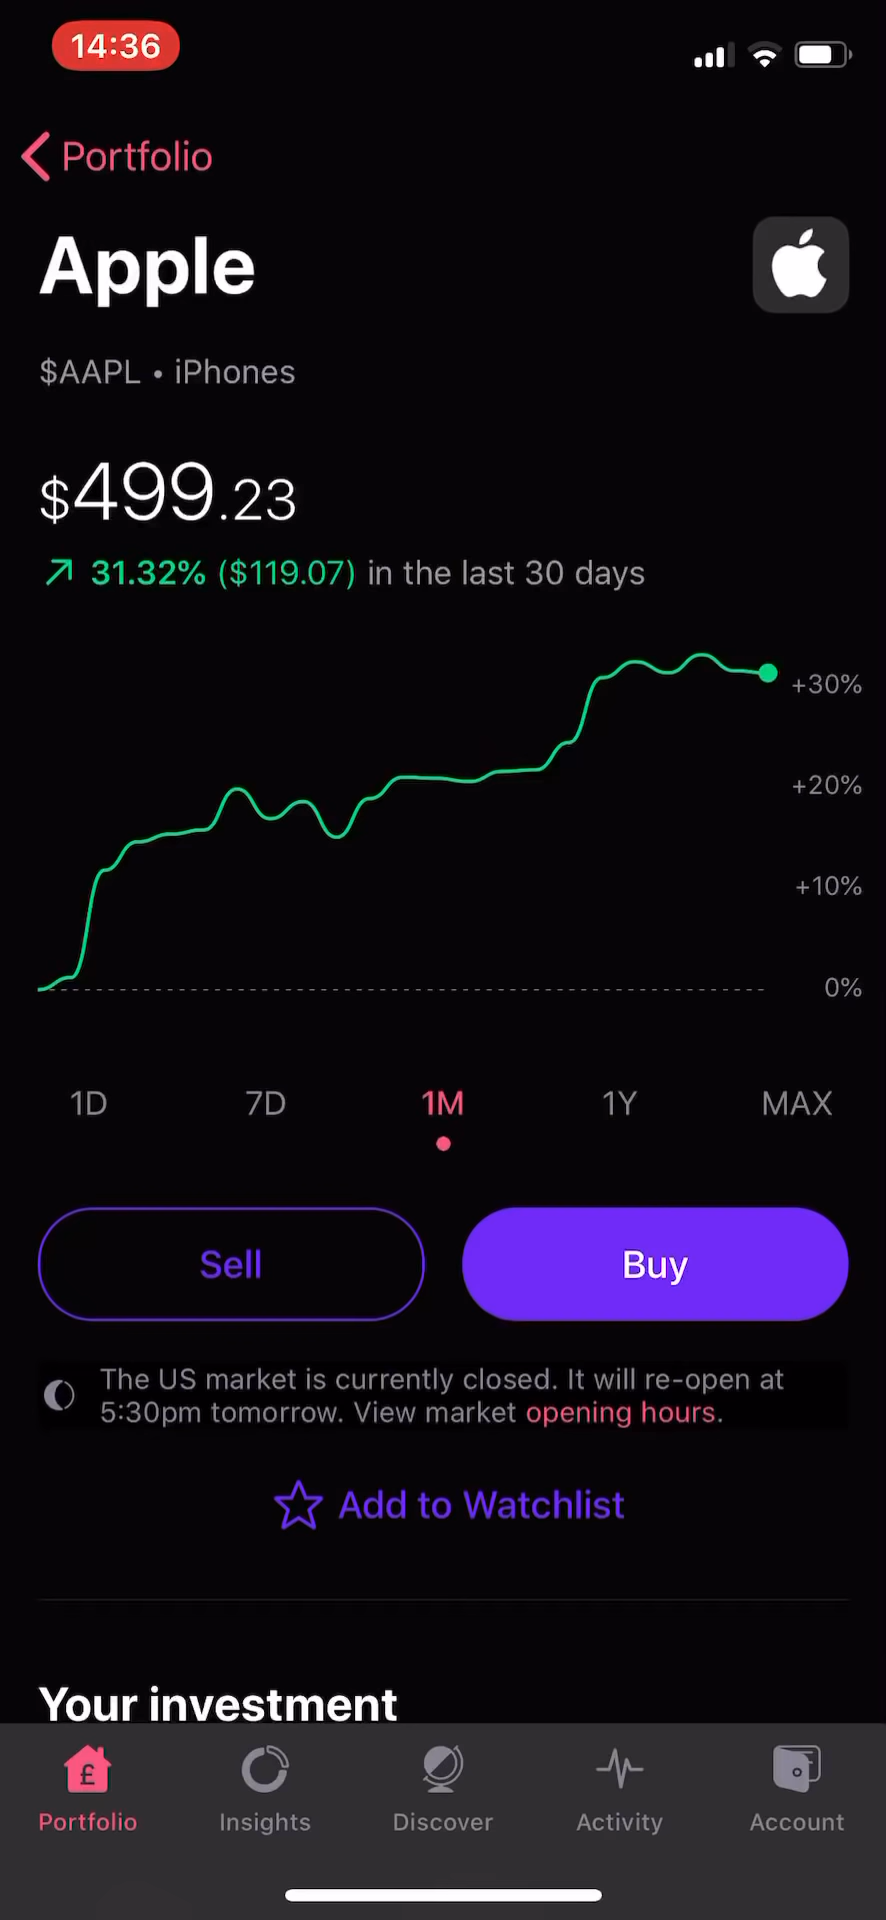 14:36
Portfolio
Apple
$AAPL • iPhones
$499.23
31.32% ($119.07) in the last 30 days
+30%
+20%
+10%
0%
1D 7D 1M 1Y MAX
Sell Buy
The US market is currently closed. It will re-open at
5:30pm tomorrow. View market opening hours.
Add to Watchlist
Your investment
£
Portfolio Insights Discover Activity Account